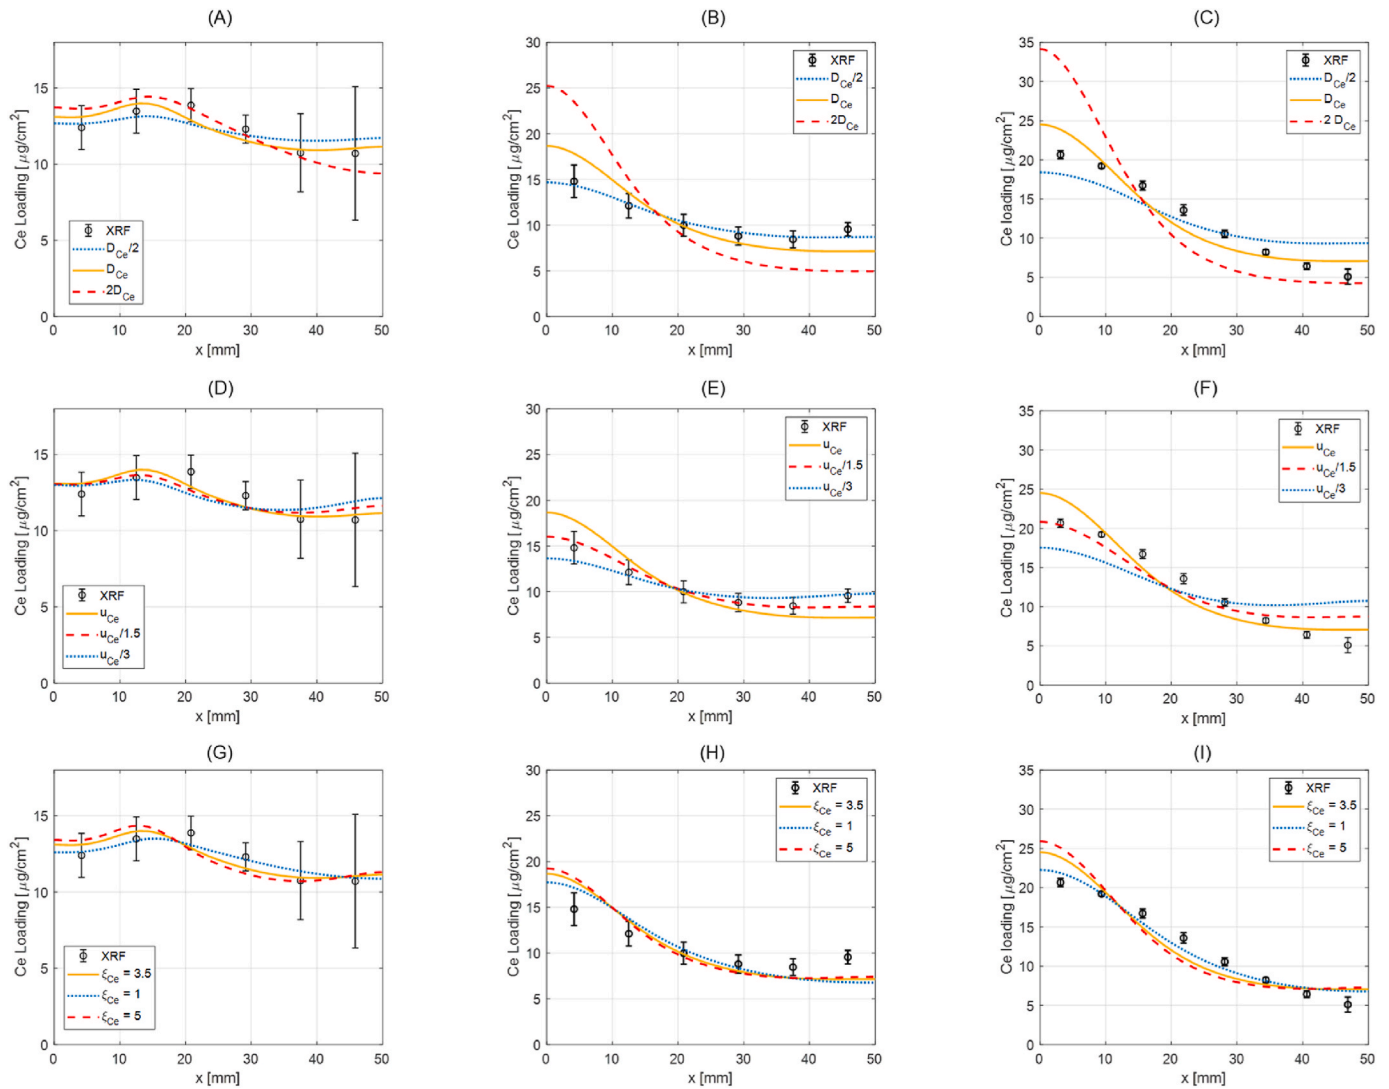 (A)
Ce Loading [ μg/cm²]
15
10
5
0
XRF
D_Ce/2
D_Ce
2D_Ce
0 10 20 30 40 50
x [mm]
(B)
Ce Loading [ μg/cm²]
30
25
20
15
10
5
0
XRF
D_Ce/2
D_Ce
2D_Ce
0 10 20 30 40 50
x [mm]
(C)
Ce loading [ μg/cm²]
35
30
25
20
15
10
5
0
XRF
D_Ce/2
D_Ce
2 D_Ce
0 10 20 30 40 50
x [mm]
(D)
Ce Loading [ μg/cm²]
15
10
5
0
XRF
u_Ce
u_Ce/1.5
u_Ce/3
0 10 20 30 40 50
x [mm]
(E)
Ce Loading [ μg/cm²]
30
25
20
15
10
5
0
XRF
u_Ce
u_Ce/1.5
u_Ce/3
0 10 20 30 40 50
x [mm]
(F)
Ce Loading [ μg/cm²]
35
30
25
20
15
10
5
0
XRF
u_Ce
u_Ce/1.5
u_Ce/3
0 10 20 30 40 50
x [mm]
(G)
Ce Loading [ μg/cm²]
15
10
5
0
XRF
ξ_Ce = 3.5
ξ_Ce = 1
ξ_Ce = 5
0 10 20 30 40 50
x [mm]
(H)
Ce Loading [ μg/cm²]
30
25
20
15
10
5
0
XRF
ξ_Ce = 3.5
ξ_Ce = 1
ξ_Ce = 5
0 10 20 30 40 50
x [mm]
(I)
Ce loading [ μg/cm²]
35
30
25
20
15
10
5
0
XRF
ξ_Ce = 3.5
ξ_Ce = 1
ξ_Ce = 5
0 10 20 30 40 50
x [mm]